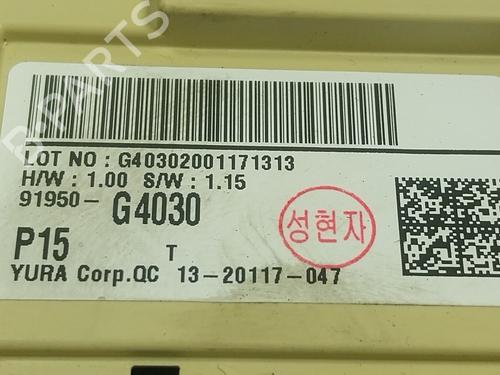 B-PARTS
LOT NO : G40302001171313
H/W : 1.00 S/W : 1.15
91950- G4030
성현자
P15 T
YURA Corp.QC 13-20117-047